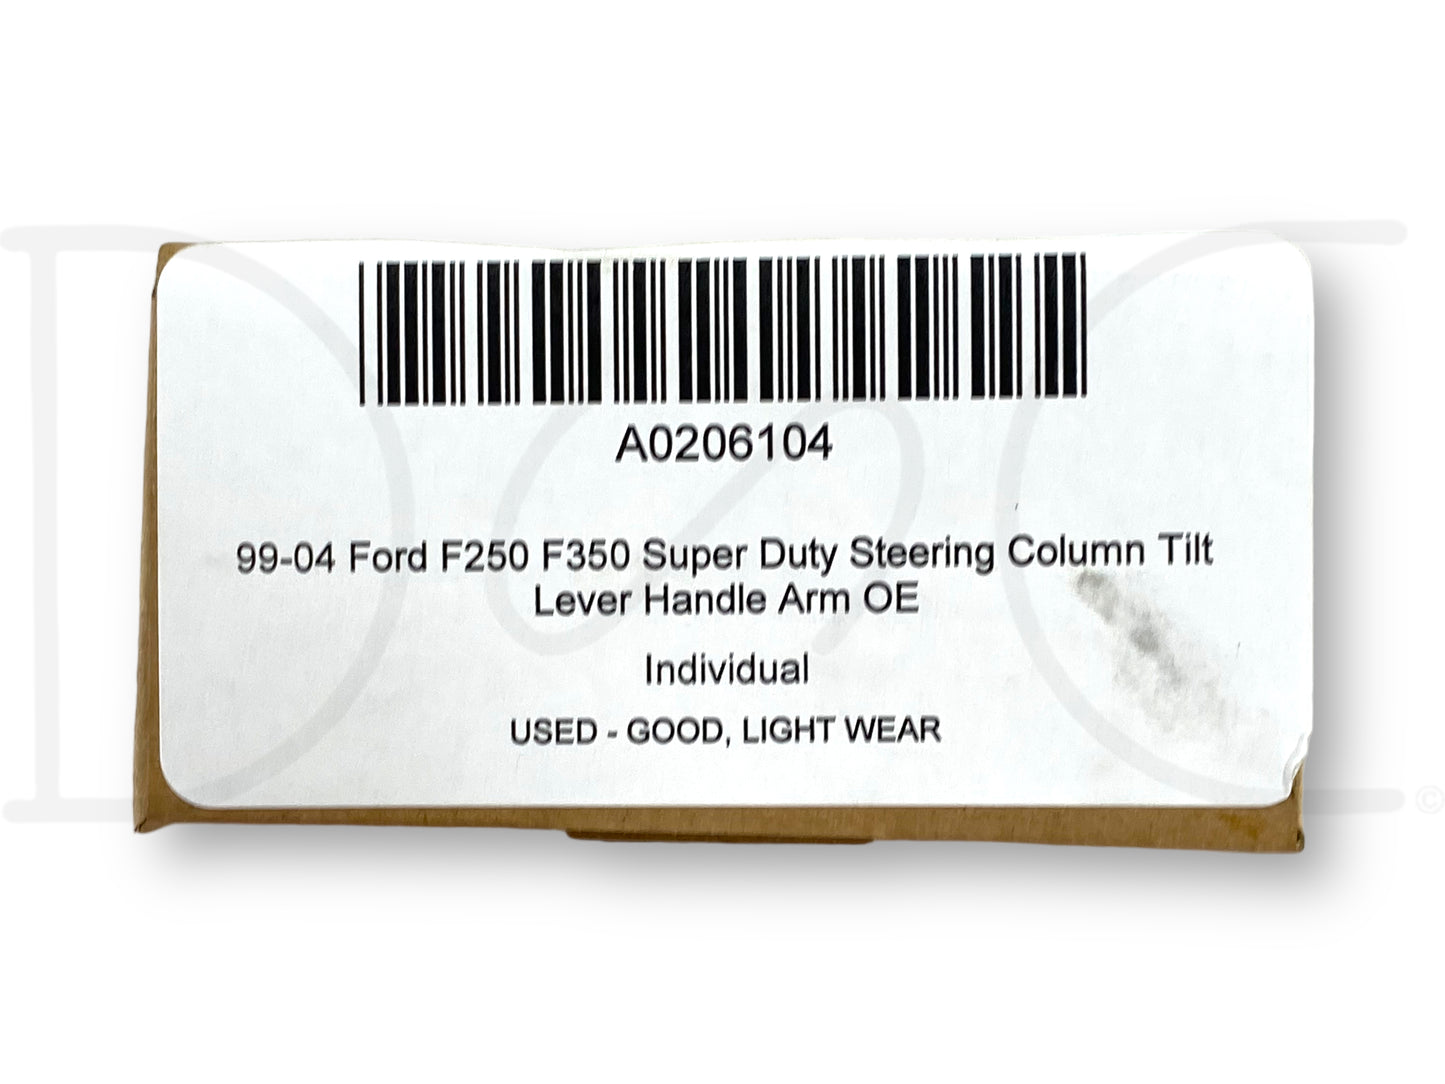 A0206104
99-04 Ford F250 F350 Super Duty Steering Column Tilt
Lever Handle Arm OE
Individual
USED - GOOD, LIGHT WEAR
©